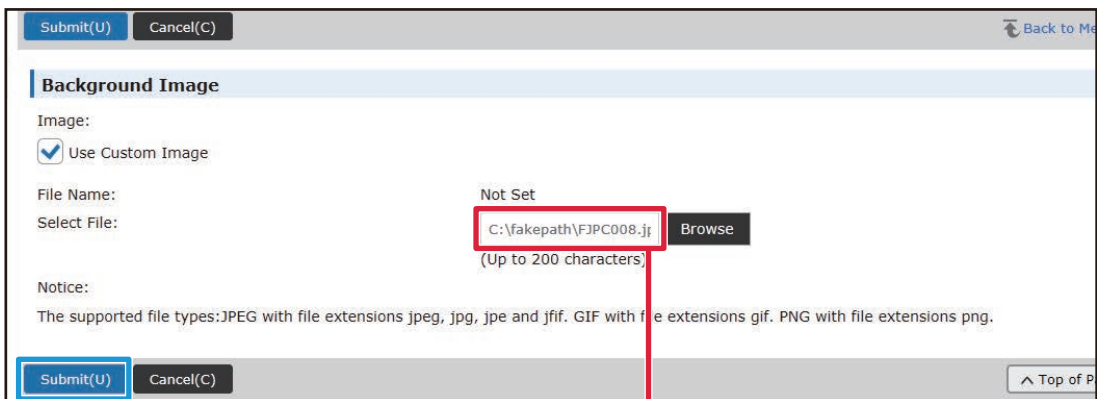 Submit(U) Cancel(C) Back to Me
Background Image
Image:
Use Custom Image
File Name: Not Set
Select File: C:\fakepath\FJPC008.jp Browse
(Up to 200 characters)
Notice:
The supported file types:JPEG with file extensions jpeg, jpg, jpe and jfif. GIF with file extensions gif. PNG with file extensions png.
Submit(U) Cancel(C) Top of P